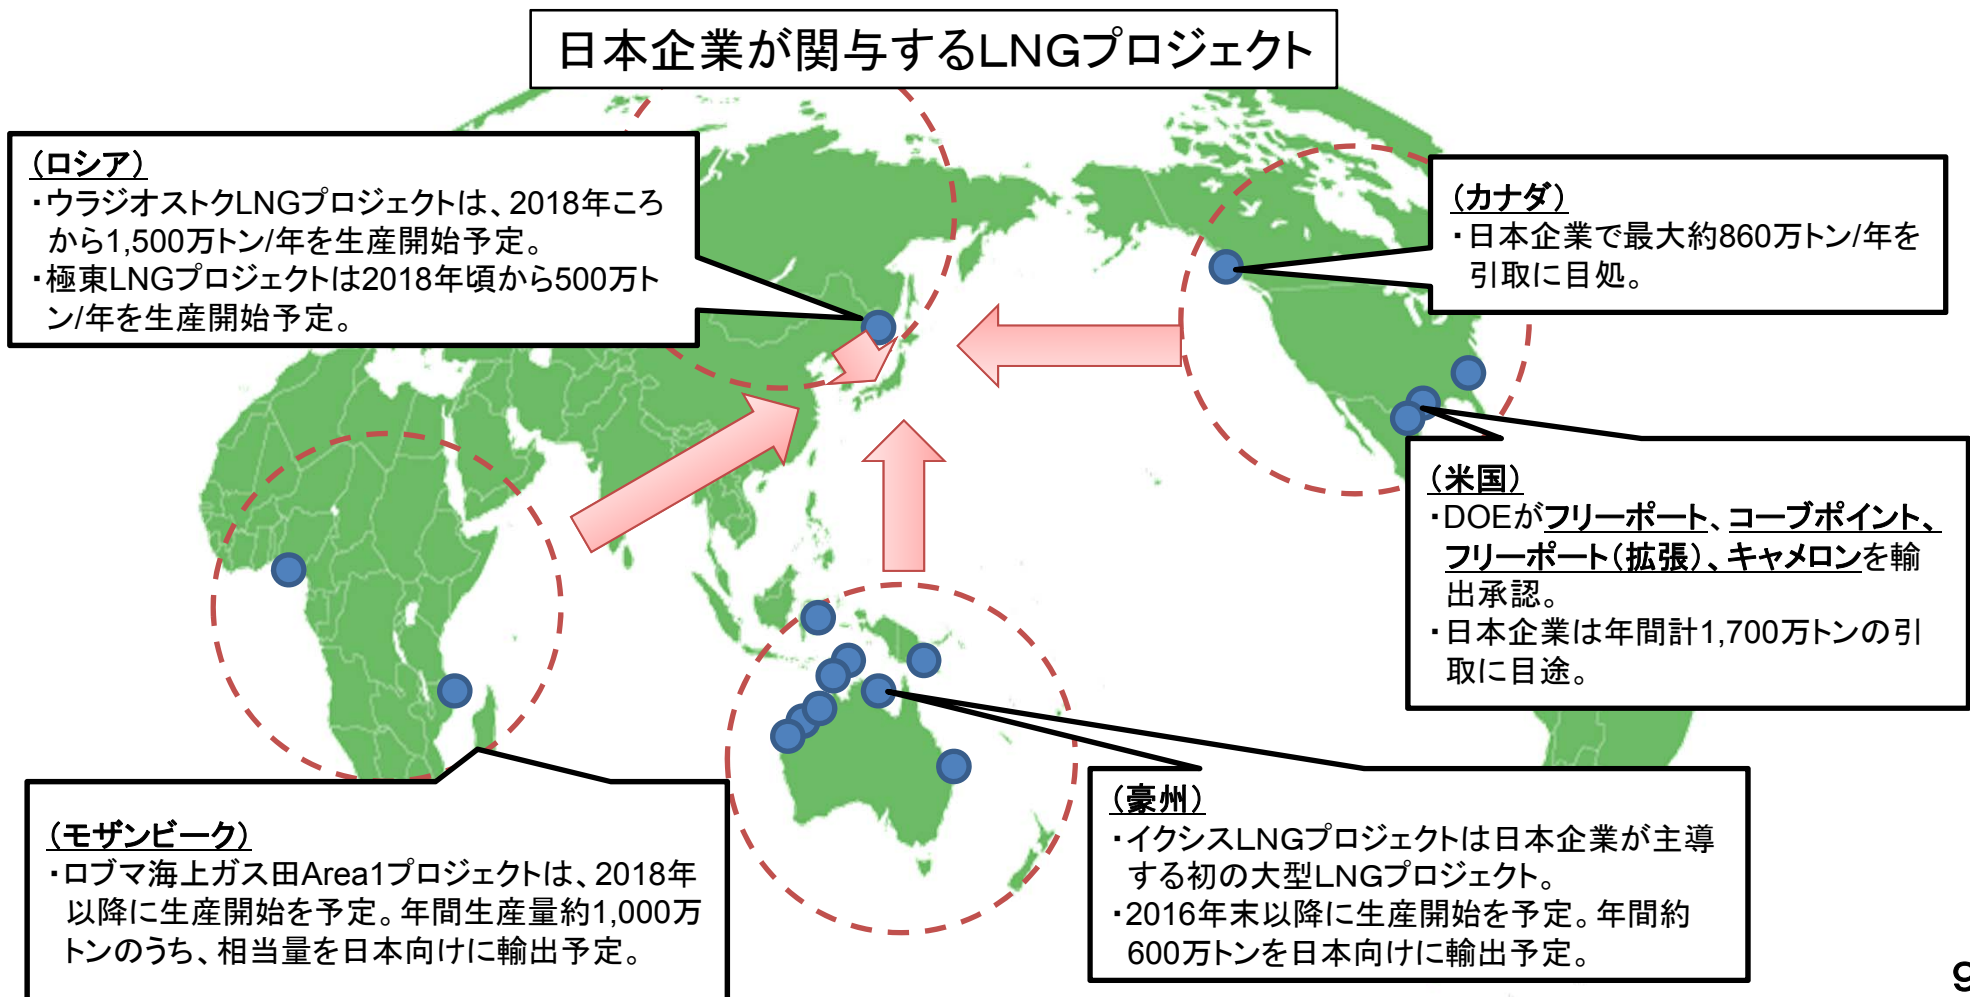 日本企業が関与するLNGプロジェクト
(ロシア)
・ウラジオストクLNGプロジェクトは、2018年ころ
から1,500万トン/年を生産開始予定。
・極東LNGプロジェクトは2018年頃から500万ト
ン/年を生産開始予定。
(カナダ)
・日本企業で最大約860万トン/年を
引取に目処。
(米国)
・DOEがフリーポート、コーブポイント、
フリーポート(拡張)、キャメロンを輸
出承認。
・日本企業は年間計1,700万トンの引
取に目途。
(モザンビーク)
・ロブマ海上ガス田Area1プロジェクトは、2018年
以降に生産開始を予定。年間生産量約1,000万
トンのうち、相当量を日本向けに輸出予定。
(豪州)
・イクシスLNGプロジェクトは日本企業が主導
する初の大型LNGプロジェクト。
・2016年末以降に生産開始を予定。年間約
600万トンを日本向けに輸出予定。
9